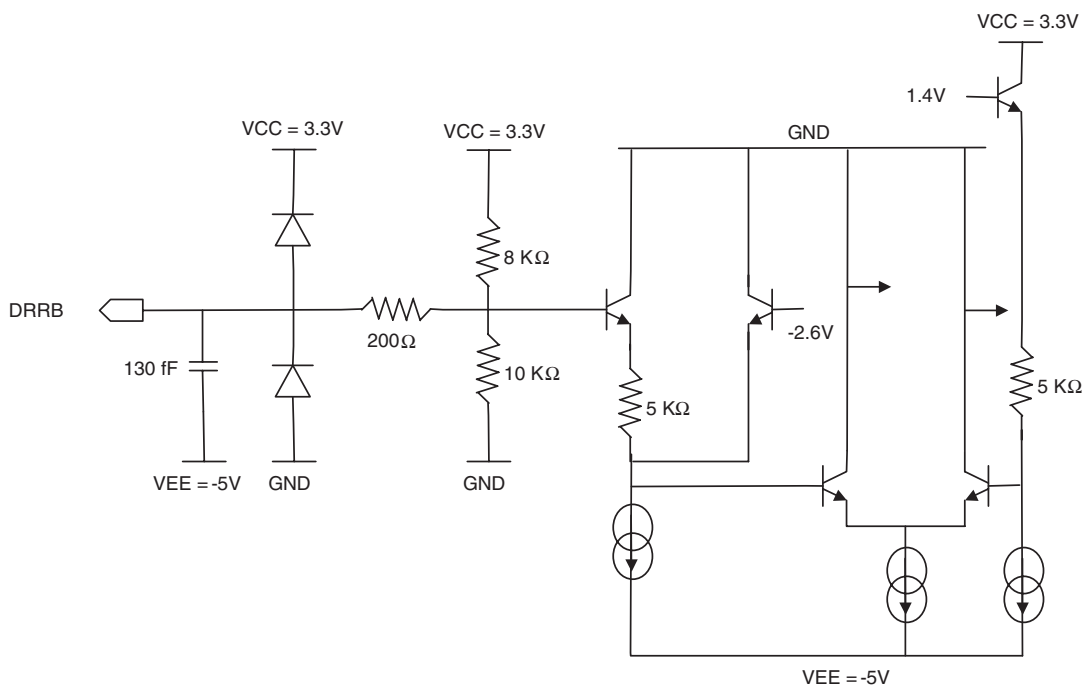 VCC = 3.3V
1.4V
VCC = 3.3V
VCC = 3.3V
GND
8 KΩ
DRRB
200Ω
-2.6V
130 fF
10 KΩ
5 KΩ
5 KΩ
VEE = -5V
GND
GND
VEE = -5V